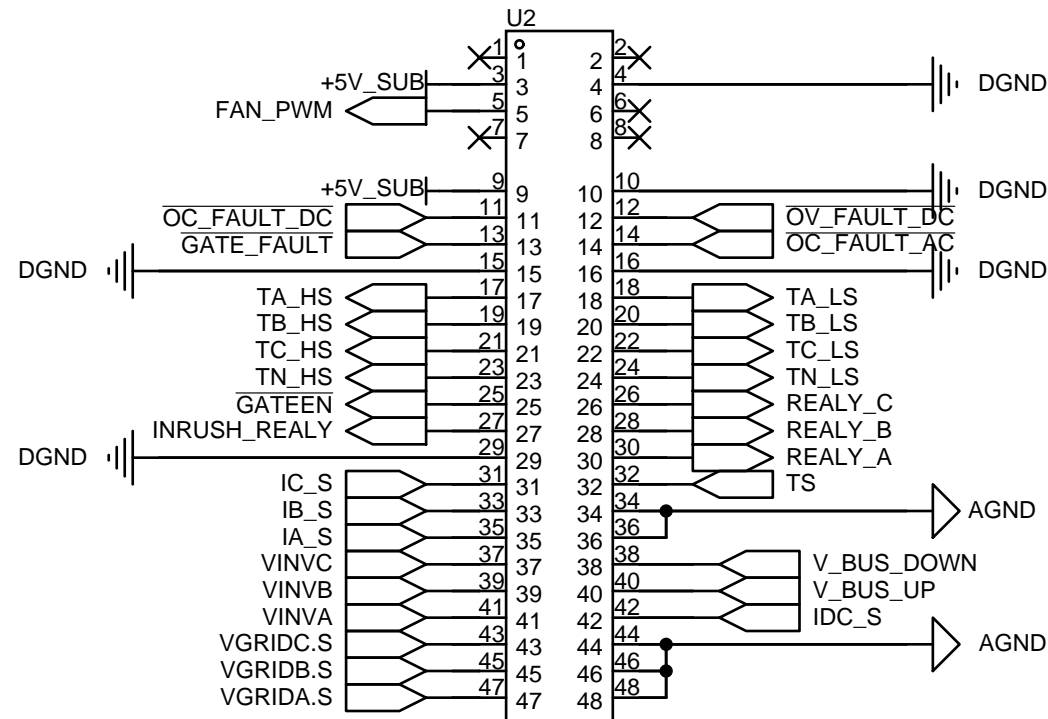 U2
1 1 2 2
+5V_SUB 3 3 4 4 DGND
FAN_PWM 5 5 6 6
7 7 8 8
+5V_SUB 9 9 10 10 DGND
OC_FAULT_DC 11 11 12 12 OV_FAULT_DC
GATE_FAULT 13 13 14 14 OC_FAULT_AC
DGND 15 15 16 16 DGND
TA_HS 17 17 18 18 TA_LS
TB_HS 19 19 20 20 TB_LS
TC_HS 21 21 22 22 TC_LS
TN_HS 23 23 24 24 TN_LS
GATEEN 25 25 26 26 REALY_C
INRUSH_REALY 27 27 28 28 REALY_B
DGND 29 29 30 30 REALY_A
IC_S 31 31 32 32 TS
IB_S 33 33 34 34 AGND
IA_S 35 35 36 36
VINVC 37 37 38 38 V_BUS_DOWN
VINVB 39 39 40 40 V_BUS_UP
VINVA 41 41 42 42 IDC_S
VGRIDC.S 43 43 44 44 AGND
VGRIDB.S 45 45 46 46
VGRIDA.S 47 47 48 48